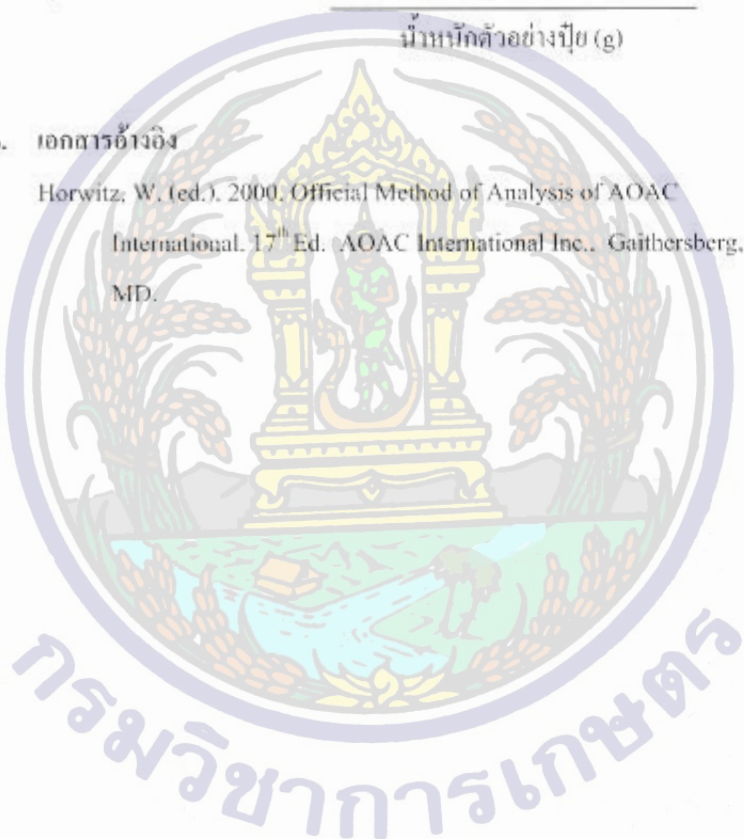 น้ำหนักตัวอย่างปุ๋ย (g)
เอกสารอ้างอิง
Horwitz, W. (ed.). 2000. Official Method of Analysis of AOAC
International. 17th Ed. AOAC International Inc., Gaithersberg,
MD.
กรมวิชาการเกษตร